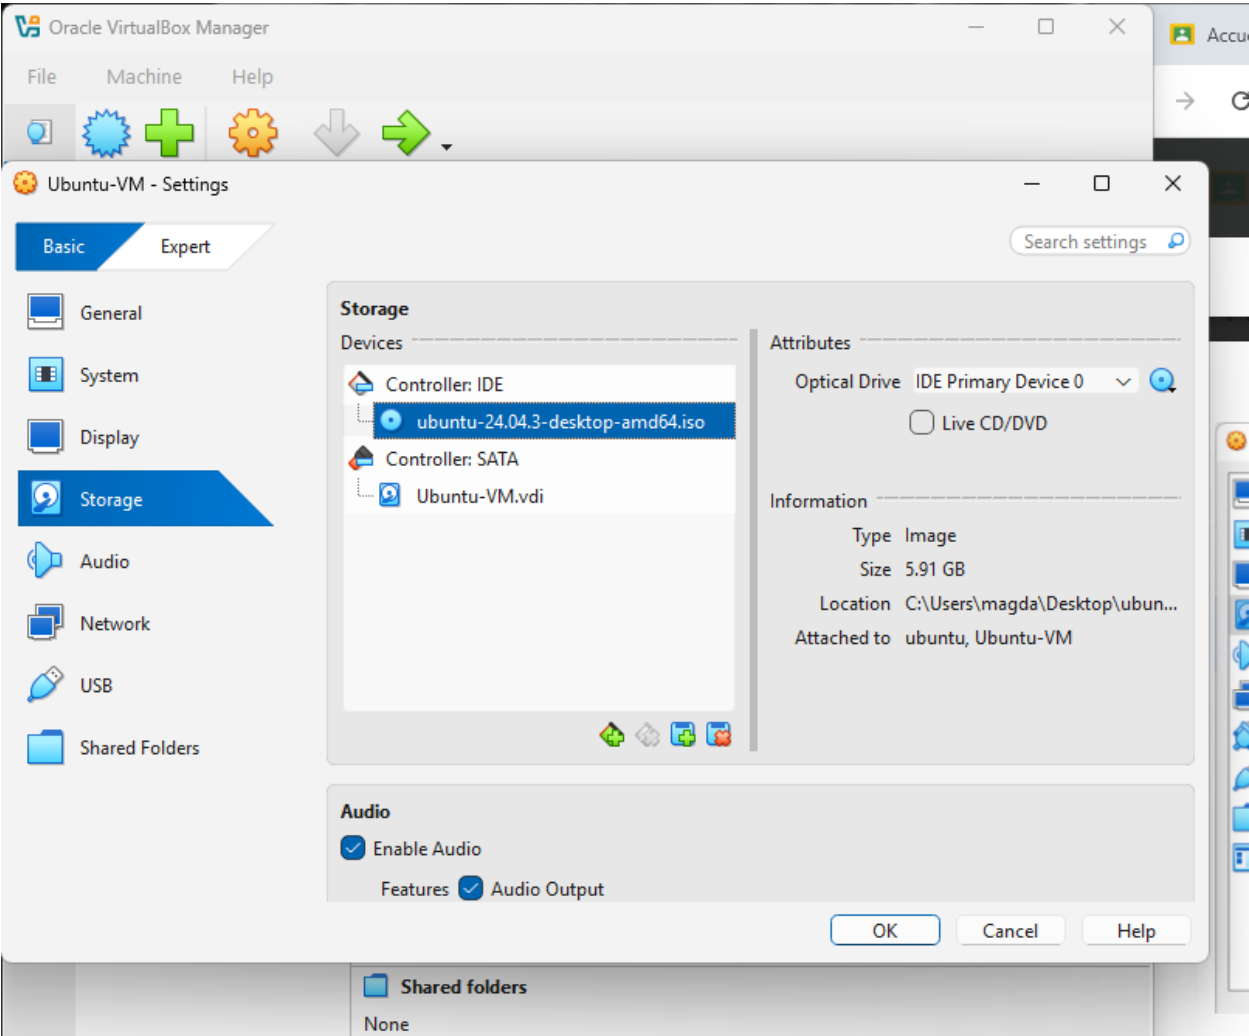 Oracle VirtualBox Manager
Accue
File Machine Help
Ubuntu-VM - Settings
Basic Expert
Search settings
General
System
Display
Storage
Audio
Network
USB
Shared Folders
Storage
Devices
Controller: IDE
ubuntu-24.04.3-desktop-amd64.iso
Controller: SATA
Ubuntu-VM.vdi
Attributes
Optical Drive IDE Primary Device 0
Live CD/DVD
Information
Type Image
Size 5.91 GB
Location C:\Users\magda\Desktop\ubun...
Attached to ubuntu, Ubuntu-VM
Audio
Enable Audio
Features Audio Output
OK Cancel Help
Shared folders
None